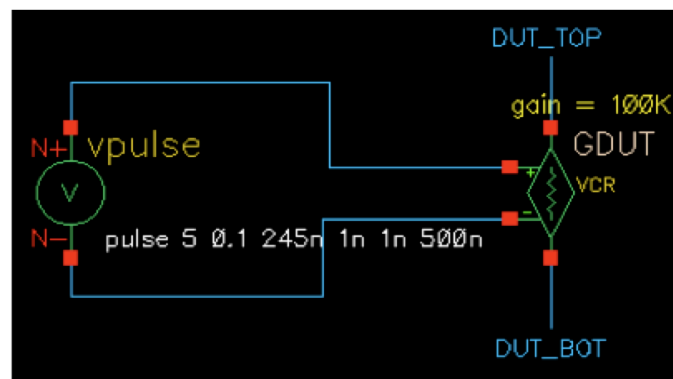 DUT_TOP
gain = 100K
N+ vpulse
GDUT
+
VCR
V
-
N- pulse 5 0.1 245n 1n 1n 500n
DUT_BOT